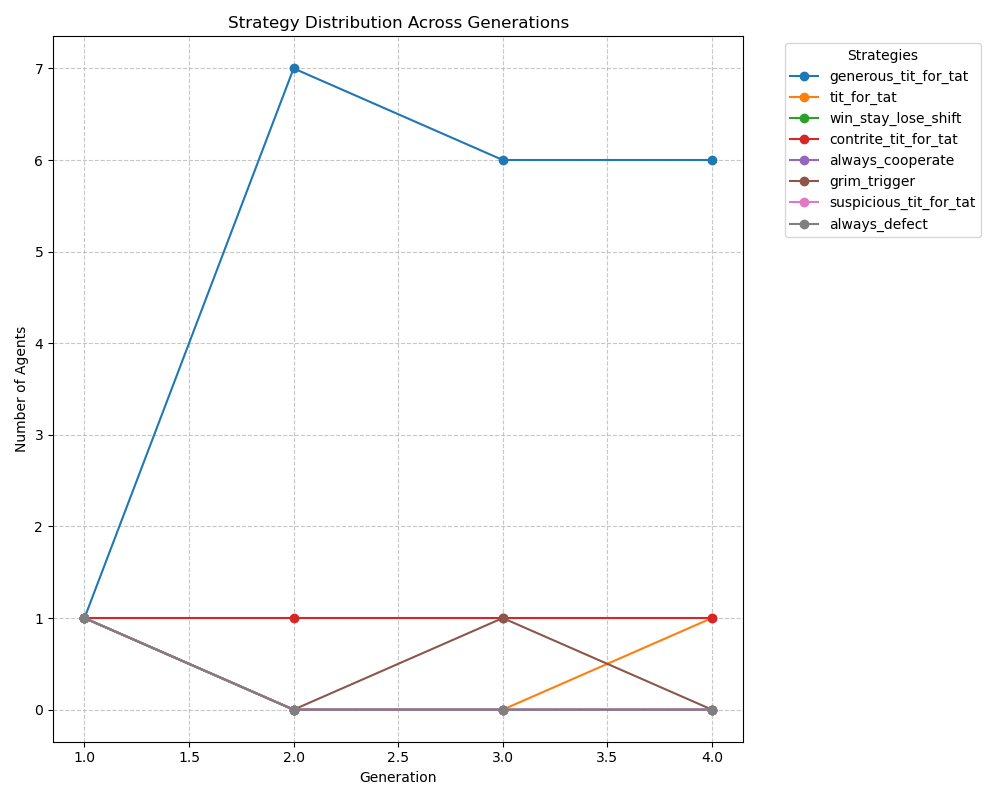 Strategy Distribution Across Generations
Number of Agents
7
6
5
4
3
2
1
0
1.0 1.5 2.0 2.5 3.0 3.5 4.0
Generation
Strategies
generous_tit_for_tat
tit_for_tat
win_stay_lose_shift
contrite_tit_for_tat
always_cooperate
grim_trigger
suspicious_tit_for_tat
always_defect